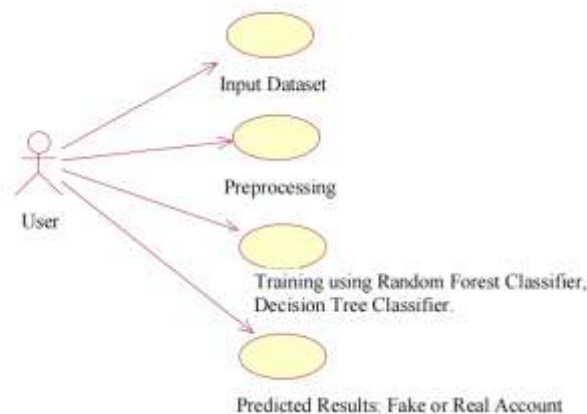 Input Dataset
Preprocessing
User
Training using Random Forest Classifier,
Decision Tree Classifier.
Predicted Results: Fake or Real Account